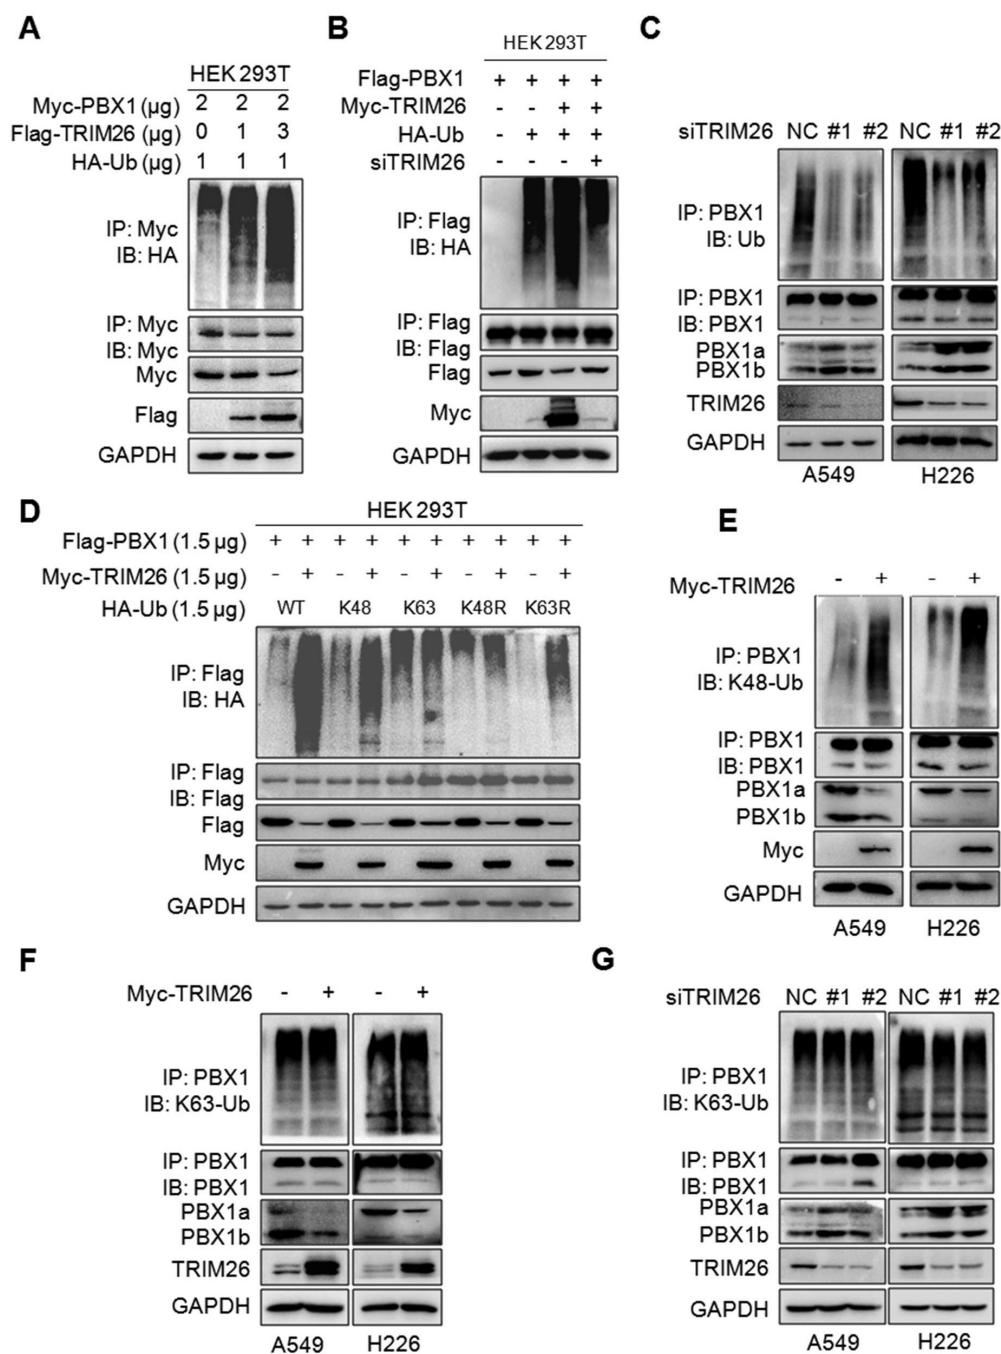 A
HEK 293T
Myc-PBX1 (µg) 2 2 2
Flag-TRIM26 (µg) 0 1 3
HA-Ub (µg) 1 1 1
IP: Myc
IB: HA
IP: Myc
IB: Myc
Myc
Flag
GAPDH
B
HEK 293T
Flag-PBX1 + + + +
Myc-TRIM26 - - + +
HA-Ub - + + +
siTRIM26 - - - +
IP: Flag
IB: HA
IP: Flag
IB: Flag
Flag
Myc
GAPDH
C
siTRIM26 NC #1 #2 NC #1 #2
IP: PBX1
IB: Ub
IP: PBX1
IB: PBX1
PBX1a
PBX1b
TRIM26
GAPDH
A549 H226
D
HEK 293T
Flag-PBX1 (1.5 µg) + + + + + + + + + +
Myc-TRIM26 (1.5 µg) - + - + - + - + - +
HA-Ub (1.5 µg) WT K48 K63 K48R K63R
IP: Flag
IB: HA
IP: Flag
IB: Flag
Flag
Myc
GAPDH
E
Myc-TRIM26 - + - +
IP: PBX1
IB: K48-Ub
IP: PBX1
IB: PBX1
PBX1a
PBX1b
Myc
GAPDH
A549 H226
F
Myc-TRIM26 - + - +
IP: PBX1
IB: K63-Ub
IP: PBX1
IB: PBX1
PBX1a
PBX1b
TRIM26
GAPDH
A549 H226
G
siTRIM26 NC #1 #2 NC #1 #2
IP: PBX1
IB: K63-Ub
IP: PBX1
IB: PBX1
PBX1a
PBX1b
TRIM26
GAPDH
A549 H226